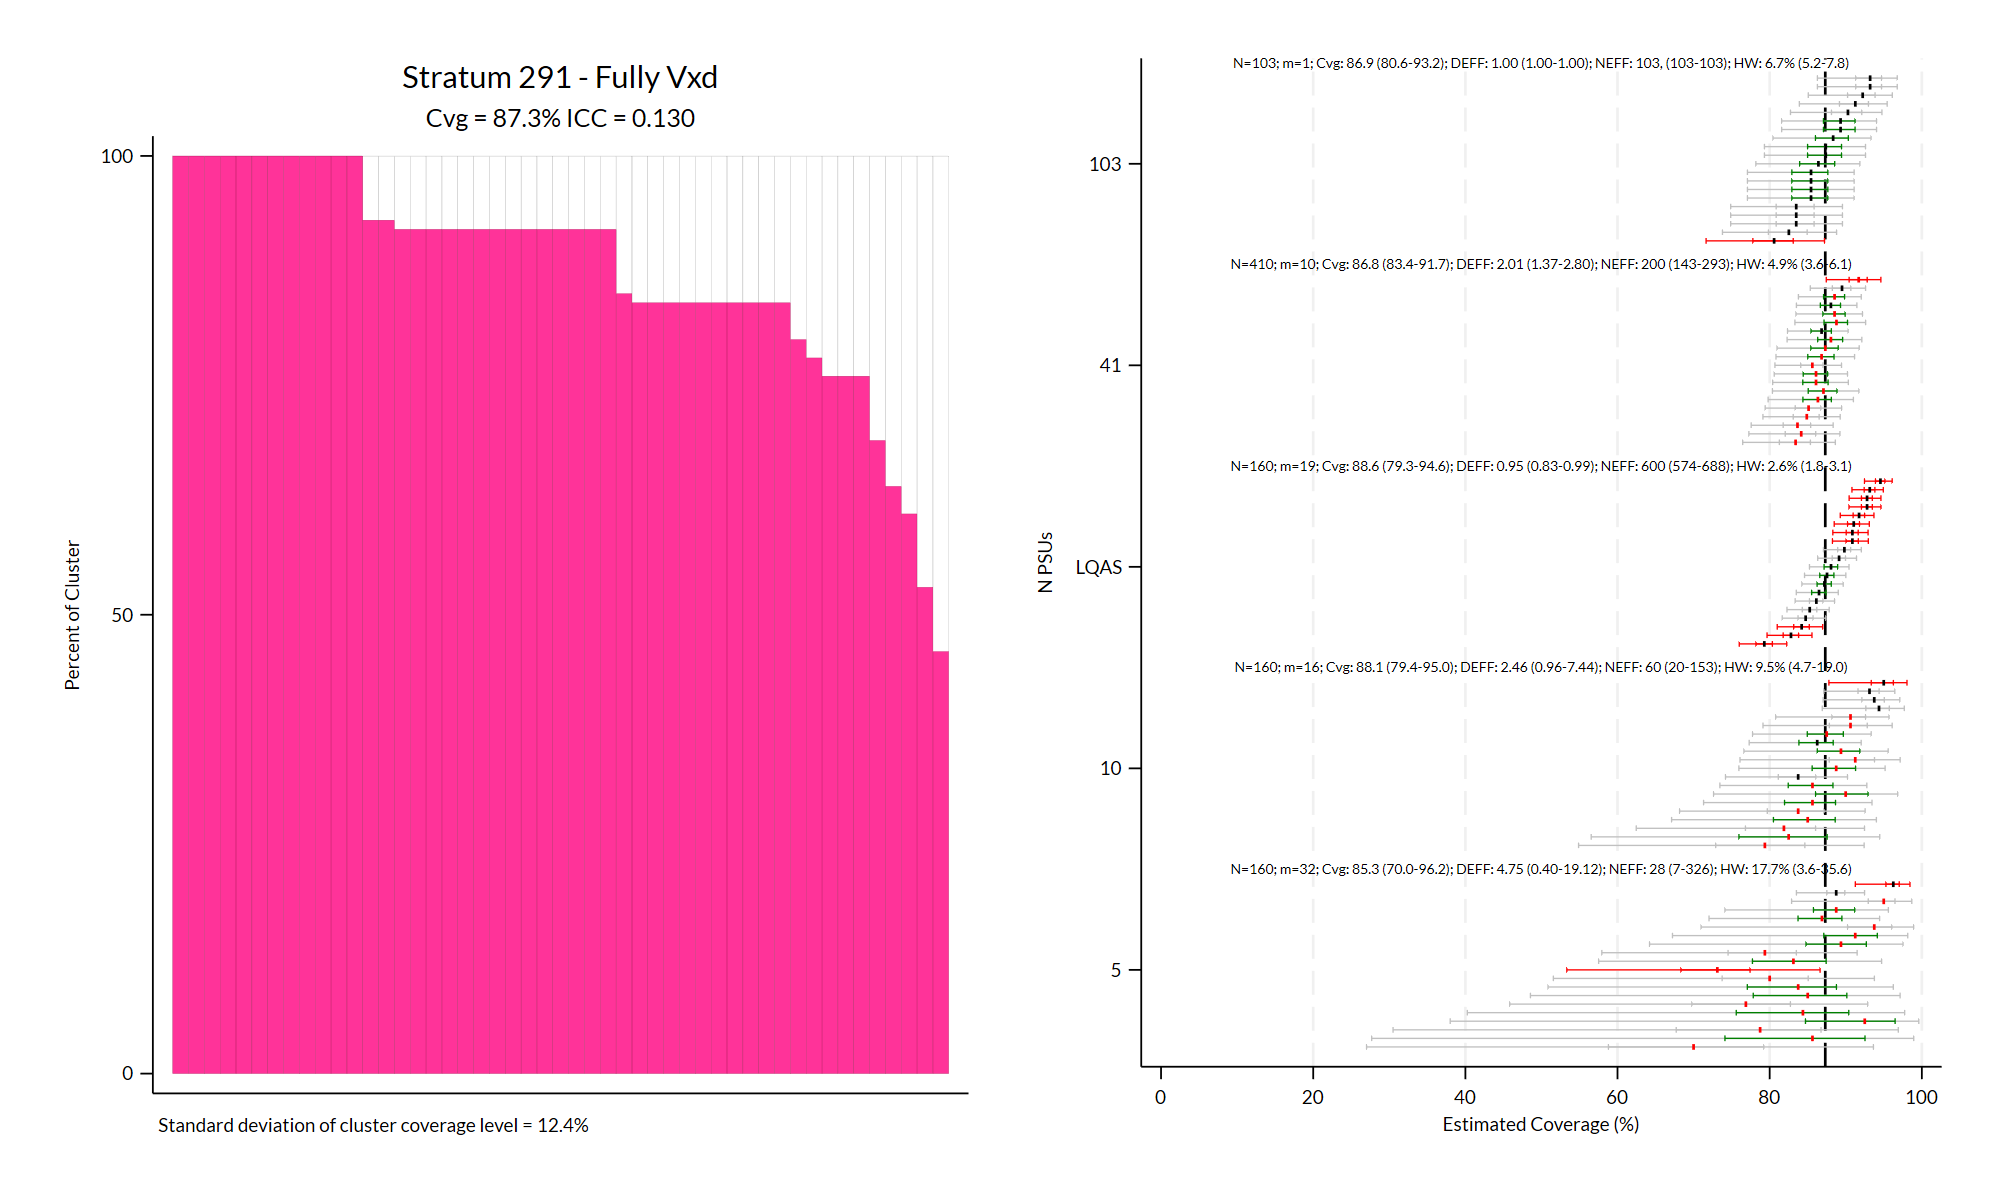 Stratum 291 - Fully Vxd
Cvg = 87.3% ICC = 0.130
Percent of Cluster
100
50
0
Standard deviation of cluster coverage level = 12.4%
N PSUs
103
41
LQAS
10
5
N=103; m=1; Cvg: 86.9 (80.6-93.2); DEFF: 1.00 (1.00-1.00); NEFF: 103, (103-103); HW: 6.7% (5.2-7.8)
N=410; m=10; Cvg: 86.8 (83.4-91.7); DEFF: 2.01 (1.37-2.80); NEFF: 200 (143-293); HW: 4.9% (3.6-6.1)
N=160; m=19; Cvg: 88.6 (79.3-94.6); DEFF: 0.95 (0.83-0.99); NEFF: 600 (574-688); HW: 2.6% (1.8-3.1)
N=160; m=16; Cvg: 88.1 (79.4-95.0); DEFF: 2.46 (0.96-7.44); NEFF: 60 (20-153); HW: 9.5% (4.7-19.0)
N=160; m=32; Cvg: 85.3 (70.0-96.2); DEFF: 4.75 (0.40-19.12); NEFF: 28 (7-326); HW: 17.7% (3.6-35.6)
0 20 40 60 80 100
Estimated Coverage (%)